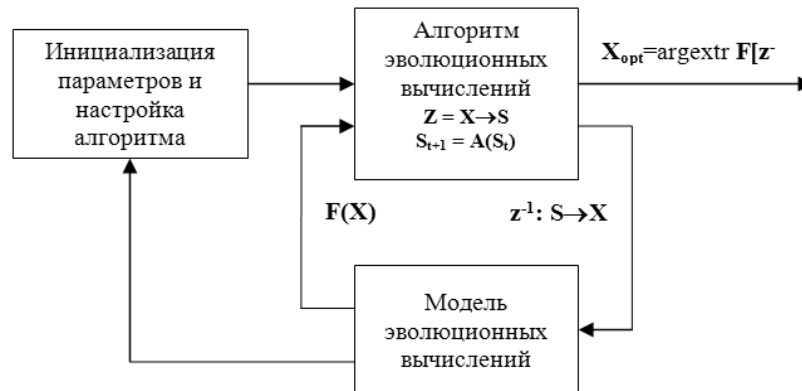 Инициализация
параметров и
настройка
алгоритма
Алгоритм
эволюционных
вычислений
Z = X→S
Sₜ₊₁ = A(Sₜ)
Xₒₚₜ=argextr F[z⁻
F(X)
z⁻¹: S→X
Модель
эволюционных
вычислений